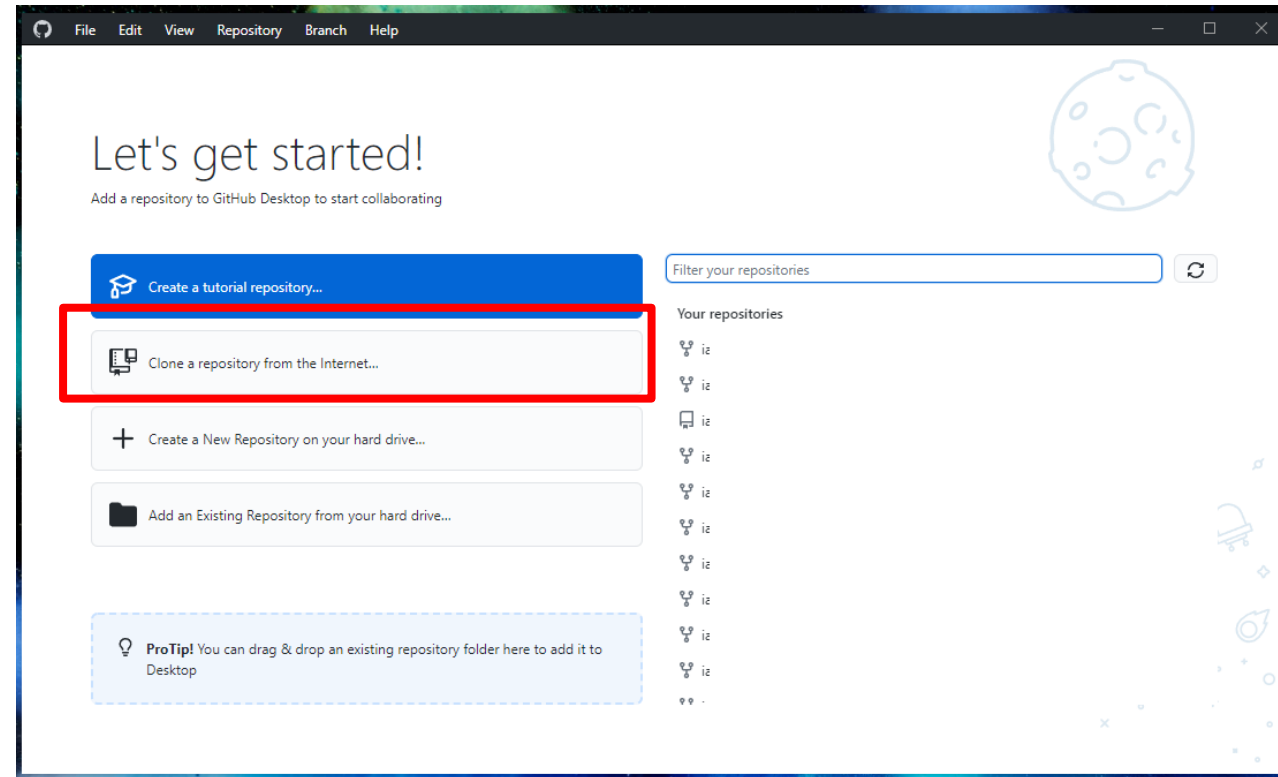 File Edit View Repository Branch Help
Let's get started!
Add a repository to GitHub Desktop to start collaborating
Create a tutorial repository...
Clone a repository from the Internet...
Create a New Repository on your hard drive...
Add an Existing Repository from your hard drive...
ProTip! You can drag & drop an existing repository folder here to add it to
Desktop
Filter your repositories
Your repositories